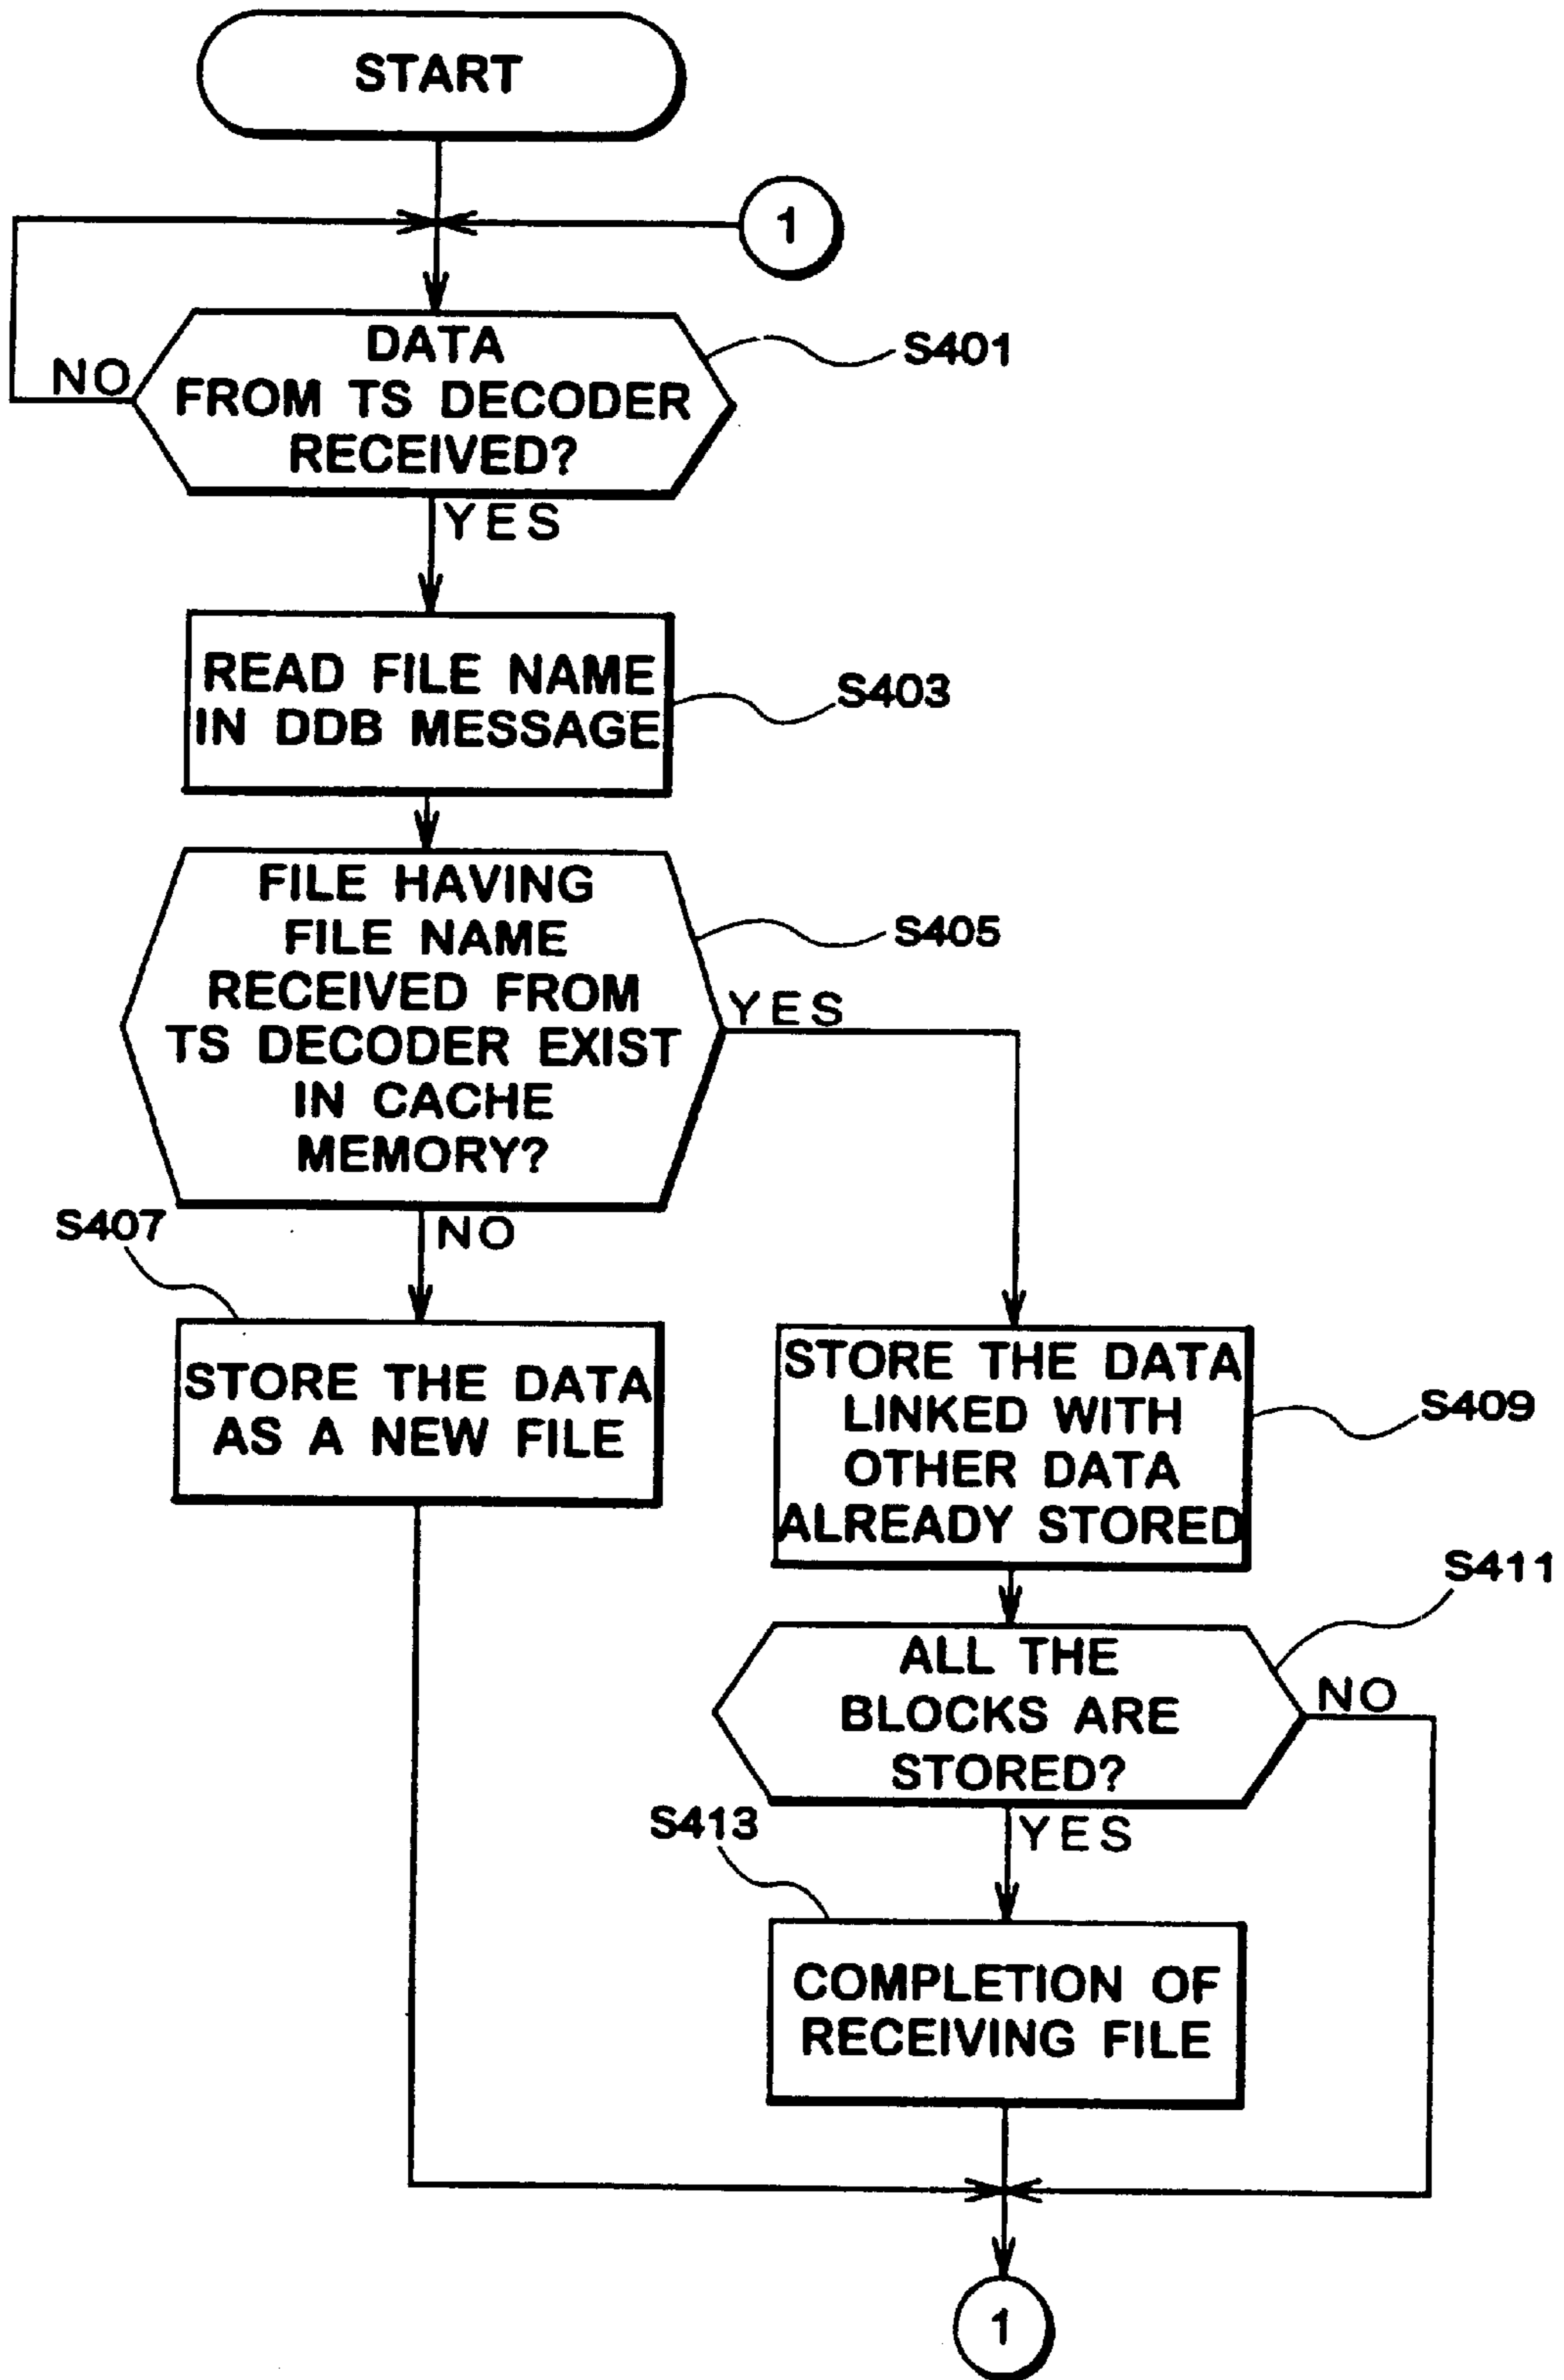 START
1
DATA
FROM TS DECODER
RECEIVED?
S401
NO
YES
READ FILE NAME
IN DDB MESSAGE
S403
FILE HAVING
FILE NAME
RECEIVED FROM
TS DECODER EXIST
IN CACHE
MEMORY?
S405
YES
NO
S407
STORE THE DATA
AS A NEW FILE
STORE THE DATA
LINKED WITH
OTHER DATA
ALREADY STORED
S409
S411
ALL THE
BLOCKS ARE
STORED?
NO
YES
S413
COMPLETION OF
RECEIVING FILE
1